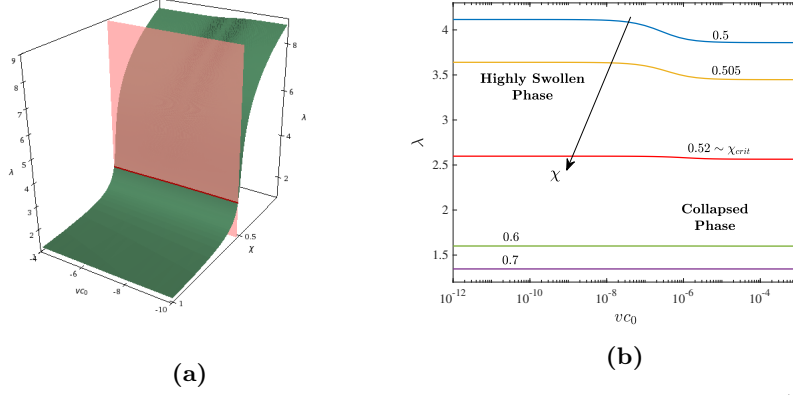 9
8
7
6
5
4
3
2
λ
-4
-6
-8
-10
vc₀
1
0.5
χ
8
6
4
2
λ
(a)
4
3.5
3
2.5
2
1.5
λ
0.5
0.505
Highly Swollen
Phase
0.52 ∼ χ_crit
χ
Collapsed
Phase
0.6
0.7
10⁻¹² 10⁻¹⁰ 10⁻⁸ 10⁻⁶ 10⁻⁴
vc₀
(b)